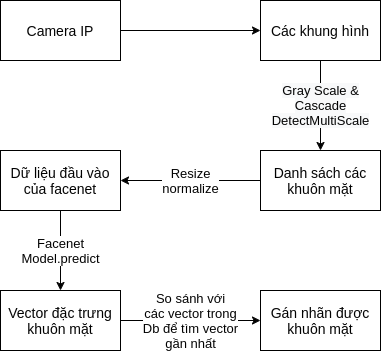 Camera IP
Các khung hình
Gray Scale &
Cascade
DetectMultiScale
Dữ liệu đầu vào
của facenet
Resize
normalize
Danh sách các
khuôn mặt
Facenet
Model.predict
Vector đặc trưng
khuôn mặt
So sánh với
các vector trong
Db để tìm vector
gần nhất
Gán nhãn được
khuôn mặt